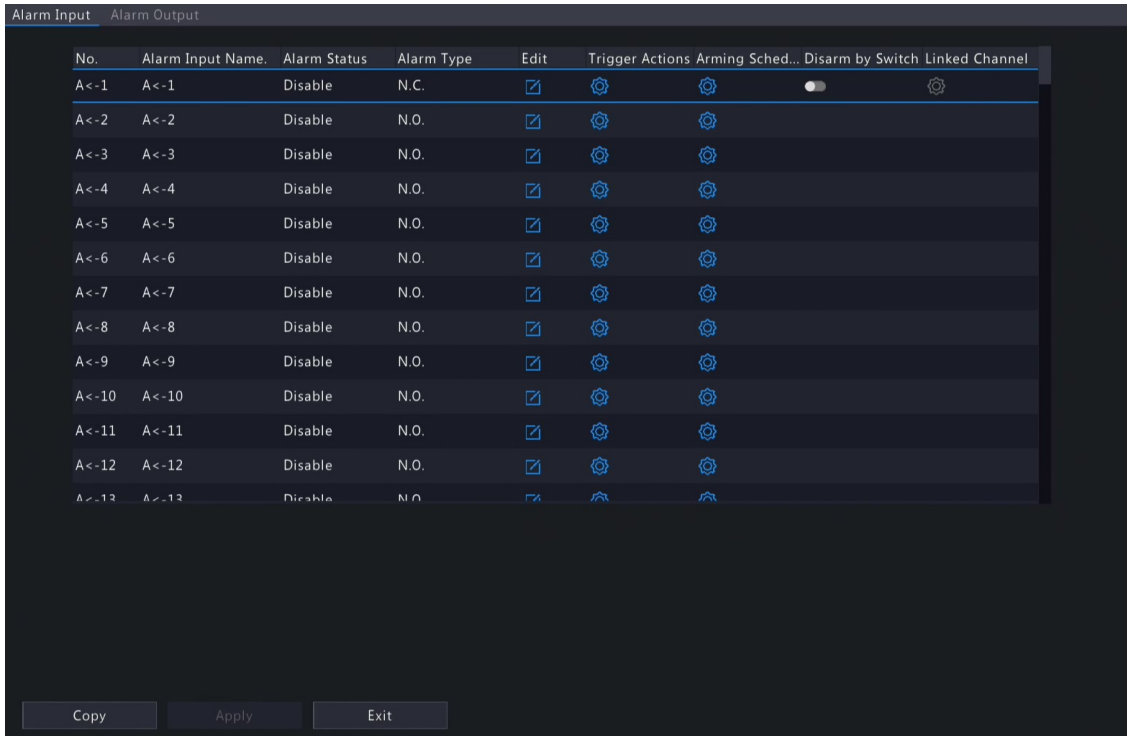 Alarm Input Alarm Output
No. Alarm Input Name. Alarm Status Alarm Type Edit Trigger Actions Arming Sched... Disarm by Switch Linked Channel
A<-1 A<-1 Disable N.C.
A<-2 A<-2 Disable N.O.
A<-3 A<-3 Disable N.O.
A<-4 A<-4 Disable N.O.
A<-5 A<-5 Disable N.O.
A<-6 A<-6 Disable N.O.
A<-7 A<-7 Disable N.O.
A<-8 A<-8 Disable N.O.
A<-9 A<-9 Disable N.O.
A<-10 A<-10 Disable N.O.
A<-11 A<-11 Disable N.O.
A<-12 A<-12 Disable N.O.
A<-13 A<-13 Disable N.O.
Copy Apply Exit